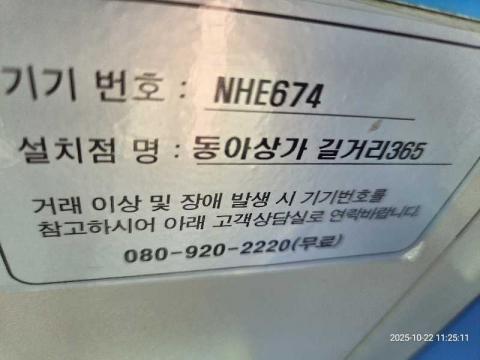 기기 번호 : NHE674
설치점 명 : 동아상가 길거리365
거래 이상 및 장애 발생 시 기기번호를
참고하시어 아래 고객상담실로 연락바랍니다.
080-920-2220(무료)
2025-10-22 11:25:11